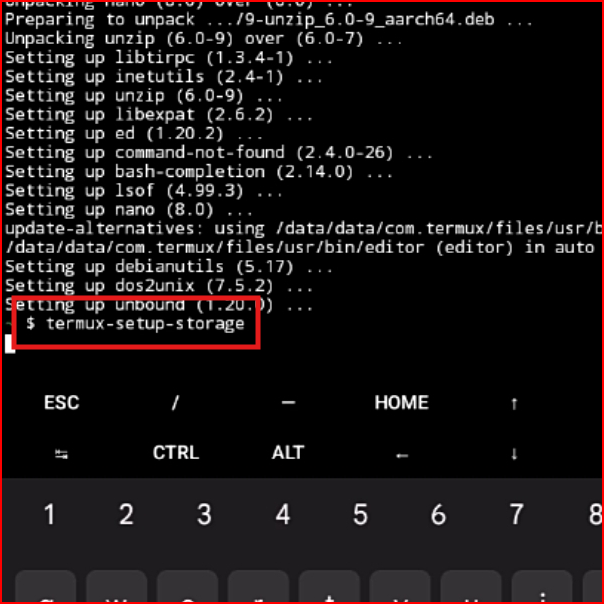 Unpacking nano (8.0) over (8.0) ...
Preparing to unpack .../9-unzip_6.0-9_aarch64.deb ...
Unpacking unzip (6.0-9) over (6.0-7) ...
Setting up libtirpc (1.3.4-1) ...
Setting up inetutils (2.4-1) ...
Setting up unzip (6.0-9) ...
Setting up libexpat (2.6.2) ...
Setting up ed (1.20.2) ...
Setting up command-not-found (2.4.0-26) ...
Setting up bash-completion (2.14.0) ...
Setting up lsof (4.99.3) ...
Setting up nano (8.0) ...
update-alternatives: using /data/data/com.termux/files/usr/b
/data/data/com.termux/files/usr/bin/editor (editor) in auto
Setting up debianutils (5.17) ...
Setting up dos2unix (7.5.2) ...
Setting up unbound (1.20.0) ...
~ $ termux-setup-storage
ESC / — HOME ↑
↹ CTRL ALT ← ↓
1 2 3 4 5 6 7 8